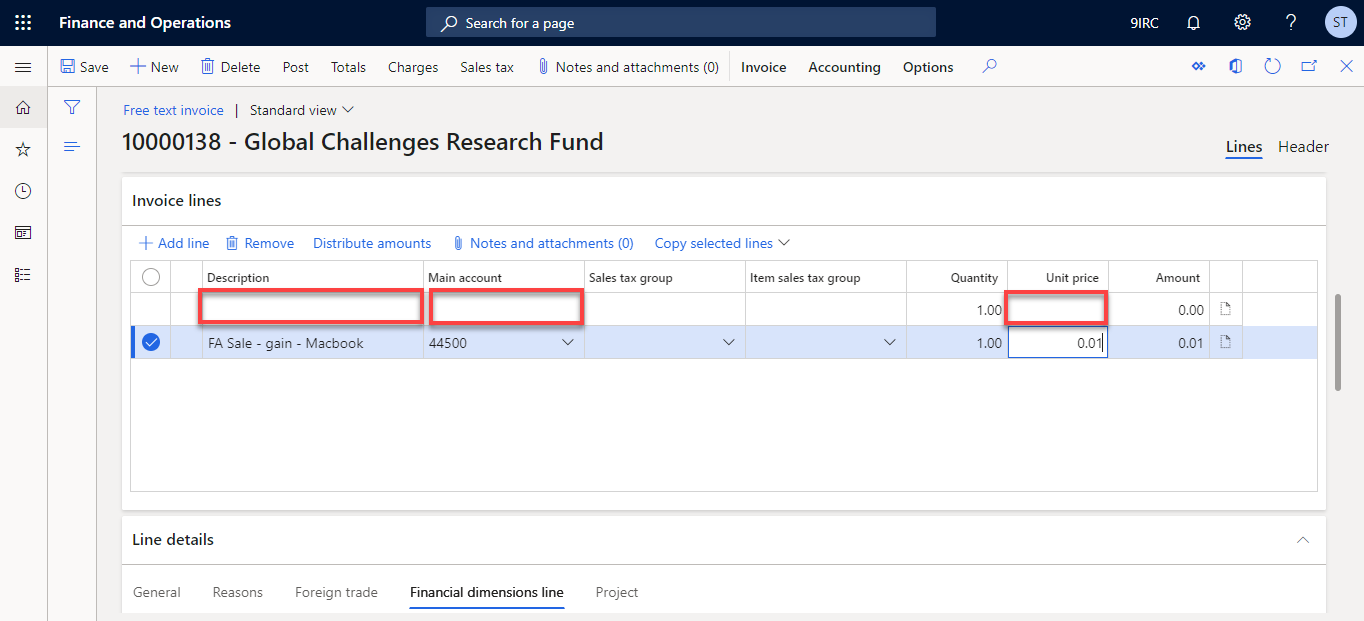 Finance and Operations
Search for a page
9IRC
?
ST
Save
New
Delete
Post
Totals
Charges
Sales tax
Notes and attachments (0)
Invoice
Accounting
Options
Free text invoice | Standard view
10000138 - Global Challenges Research Fund
Lines
Header
Invoice lines
Add line
Remove
Distribute amounts
Notes and attachments (0)
Copy selected lines
Description Main account Sales tax group Item sales tax group Quantity Unit price Amount
1.00 0.00
FA Sale - gain - Macbook 44500 1.00 0.01 0.01
Line details
General
Reasons
Foreign trade
Financial dimensions line
Project